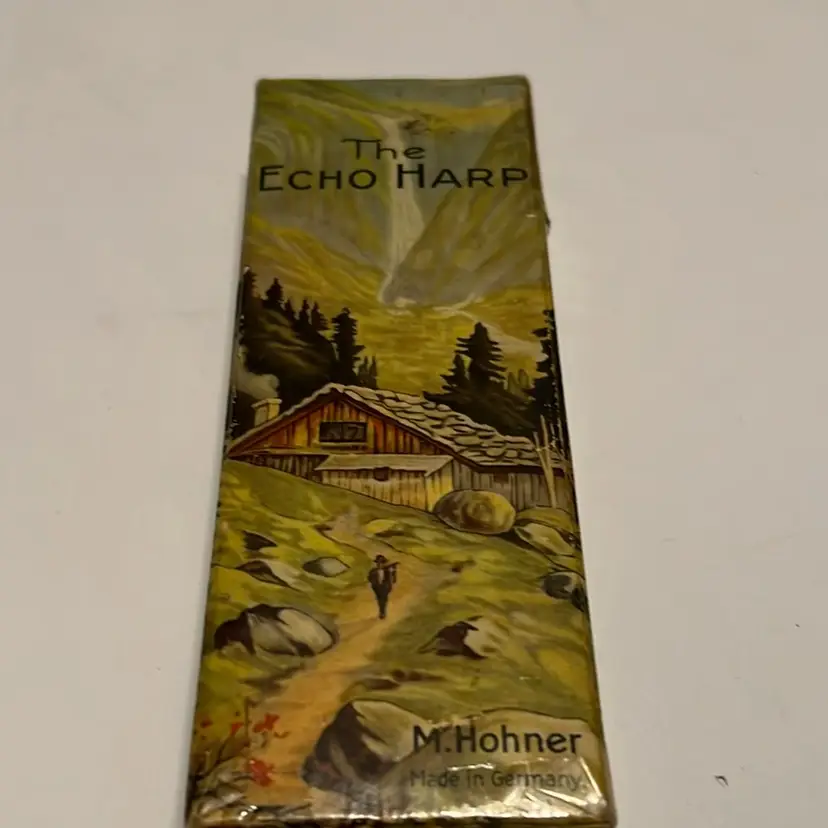 The
ECHO HARP
M. Hohner
Made in Germany.